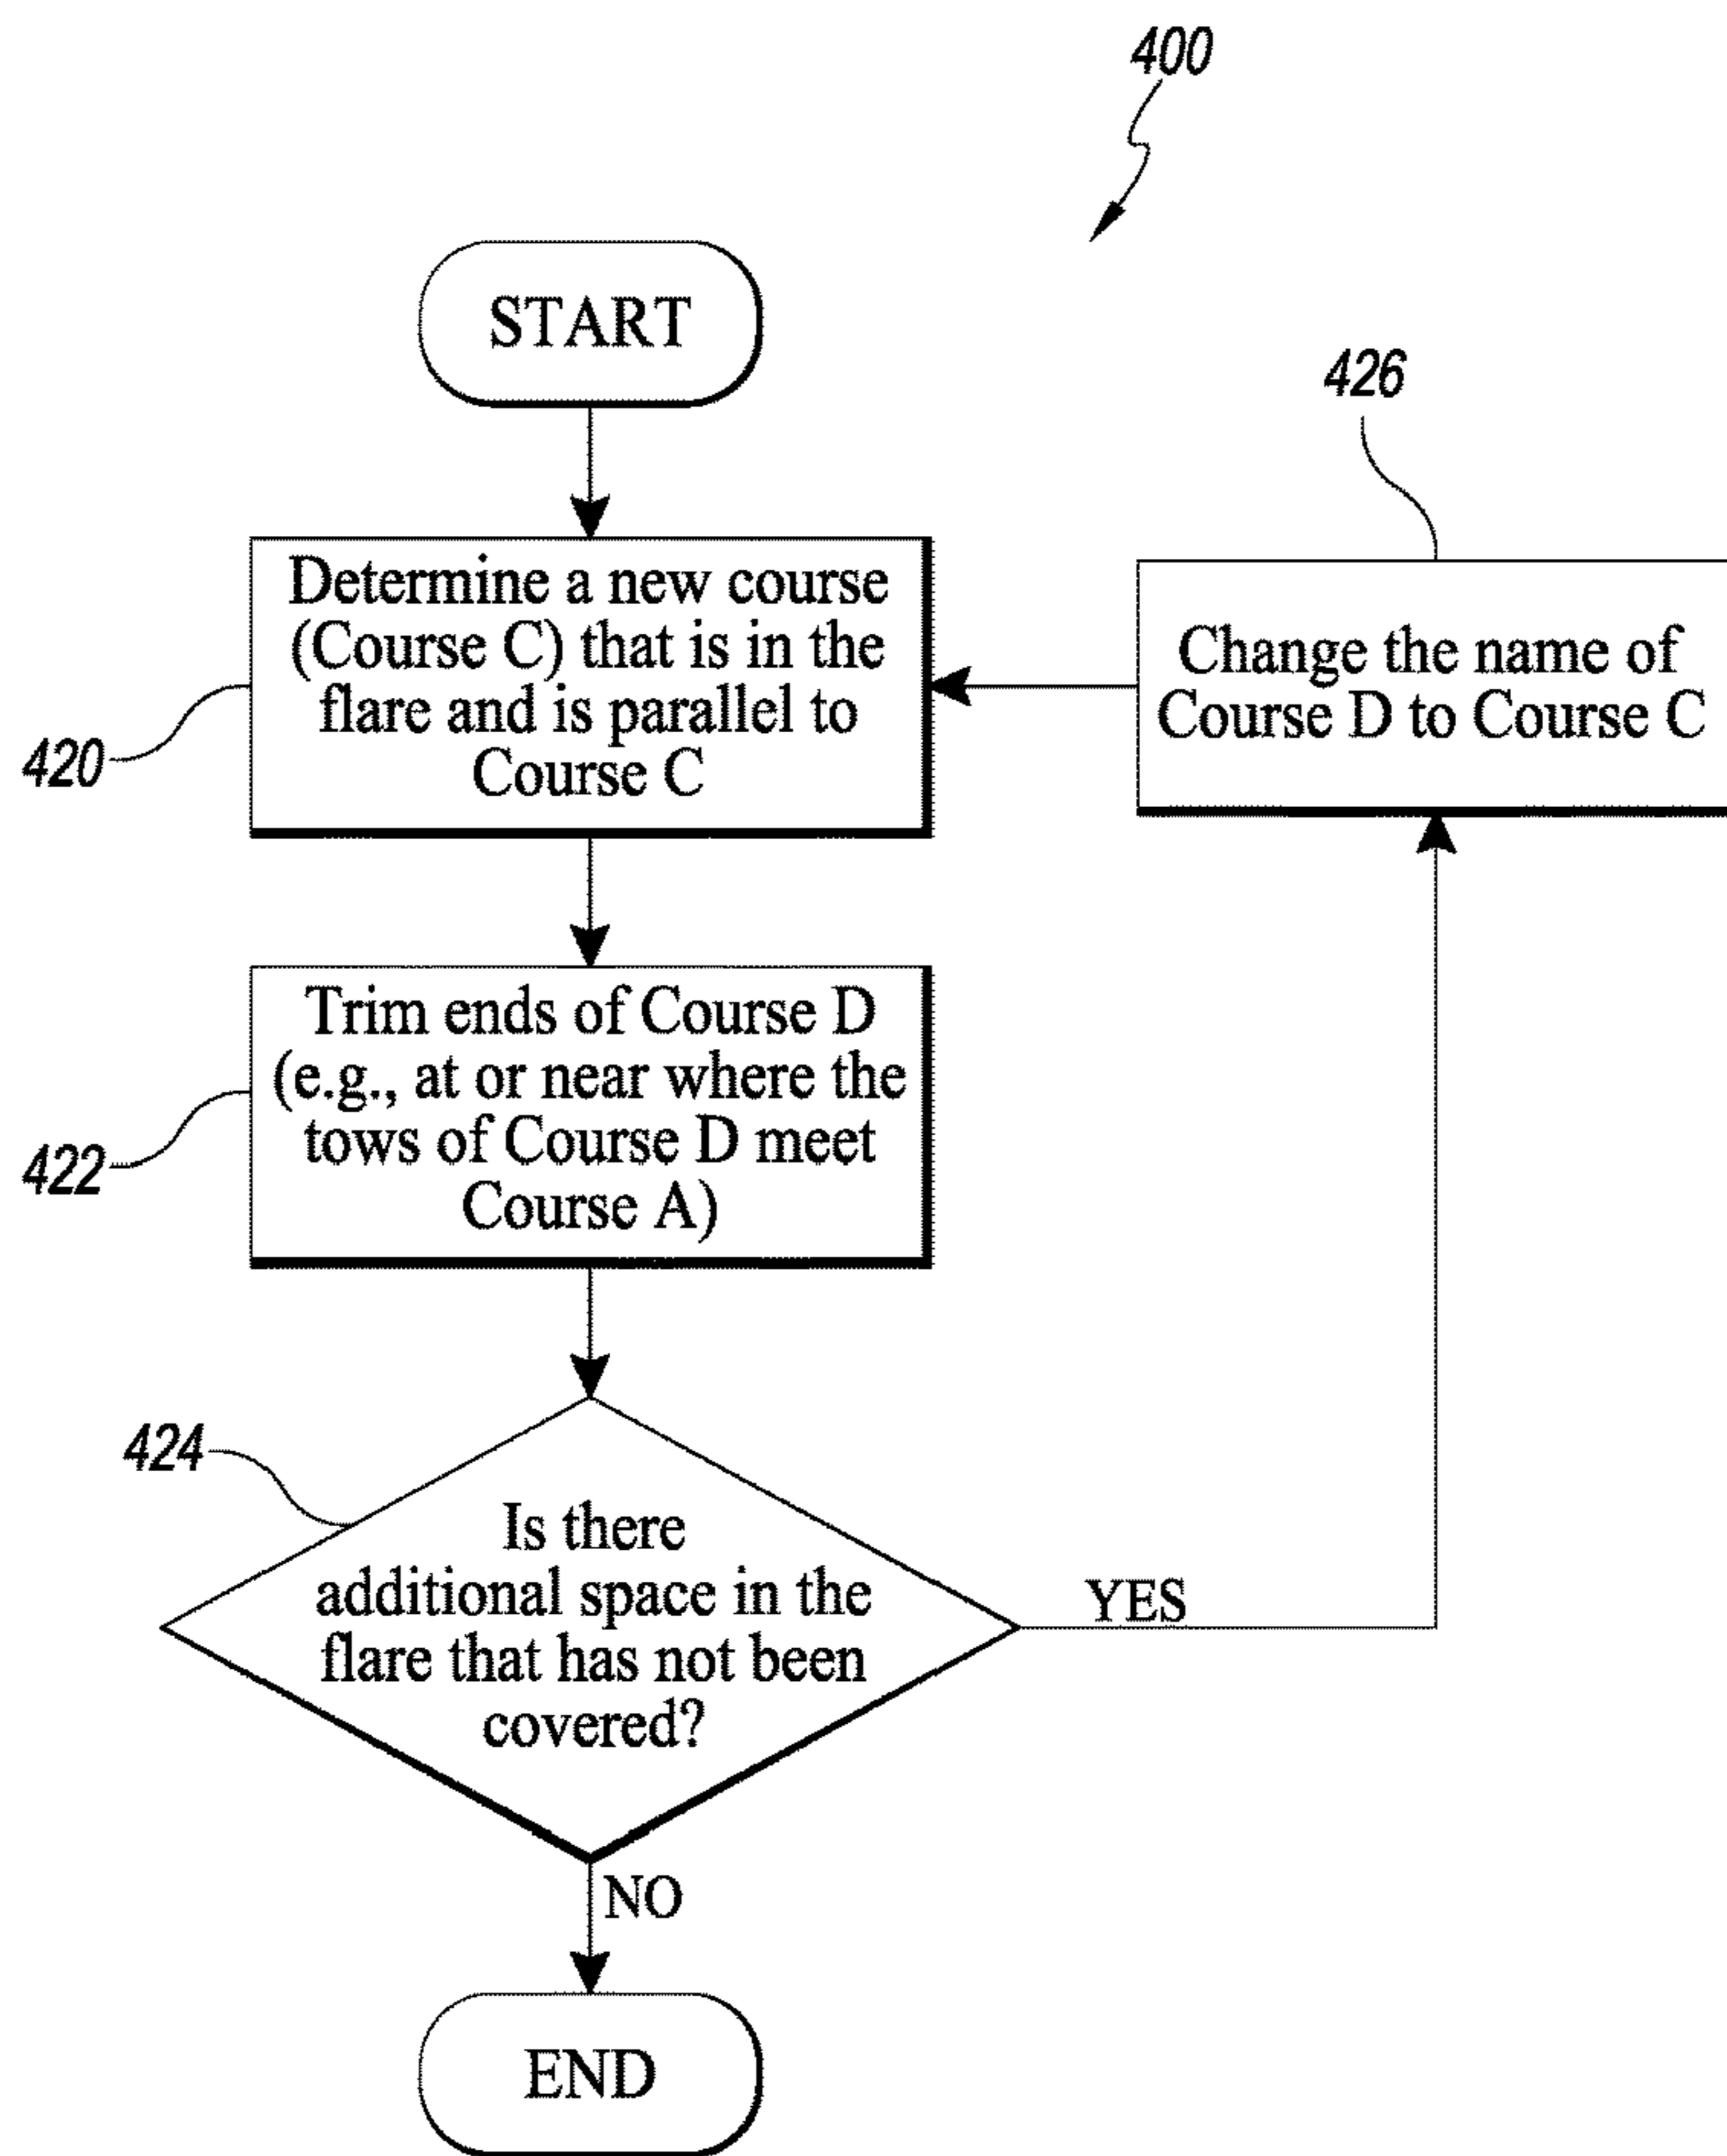 400
START
426
Determine a new course
(Course C) that is in the
flare and is parallel to
Course C
Change the name of
Course D to Course C
420
Trim ends of Course D
(e.g., at or near where the
tows of Course D meet
Course A)
422
424
Is there
additional space in the
flare that has not been
covered?
YES
NO
END